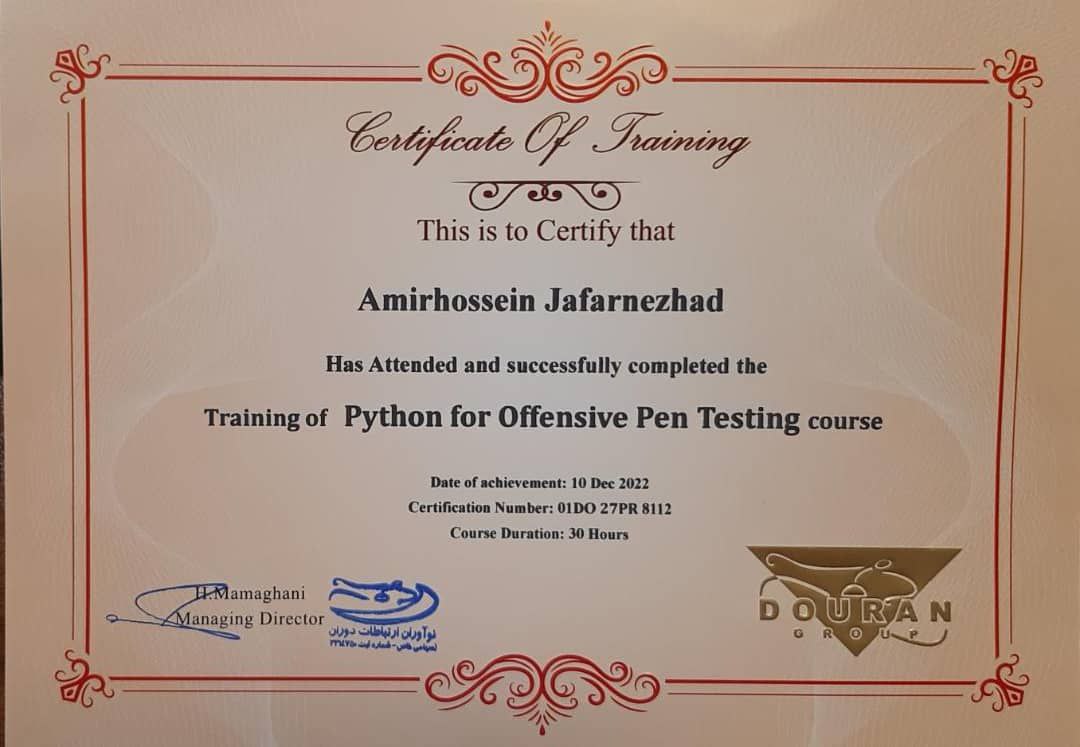 Certificate Of Training
This is to Certify that
Amirhossein Jafarnezhad
Has Attended and successfully completed the
Training of Python for Offensive Pen Testing course
Date of achievement: 10 Dec 2022
Certification Number: 01DO 27PR 8112
Course Duration: 30 Hours
H.Mamaghani
Managing Director
نوآوران ارتباطات دوران
DOURAN
GROUP